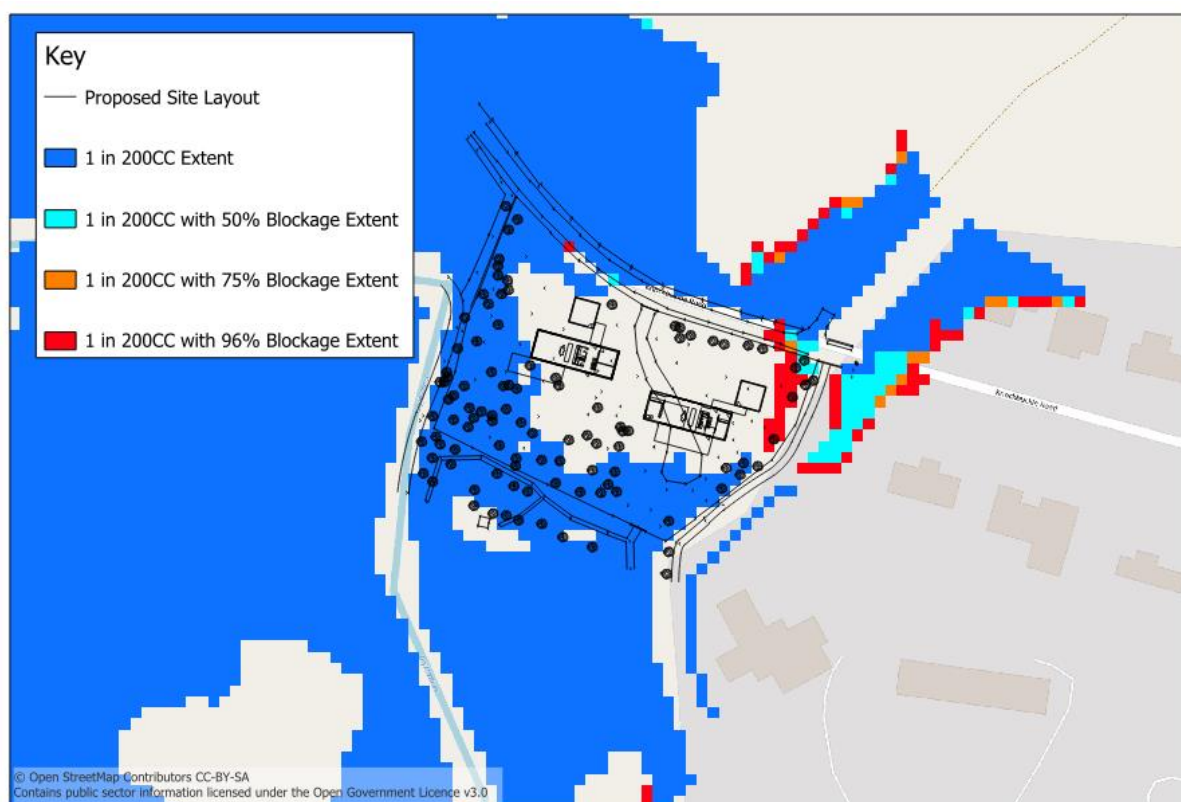 Key
Proposed Site Layout
1 in 200CC Extent
1 in 200CC with 50% Blockage Extent
1 in 200CC with 75% Blockage Extent
1 in 200CC with 96% Blockage Extent
Road
Road
© Open StreetMap Contributors CC-BY-SA
Contains public sector information licensed under the Open Government Licence v3.0